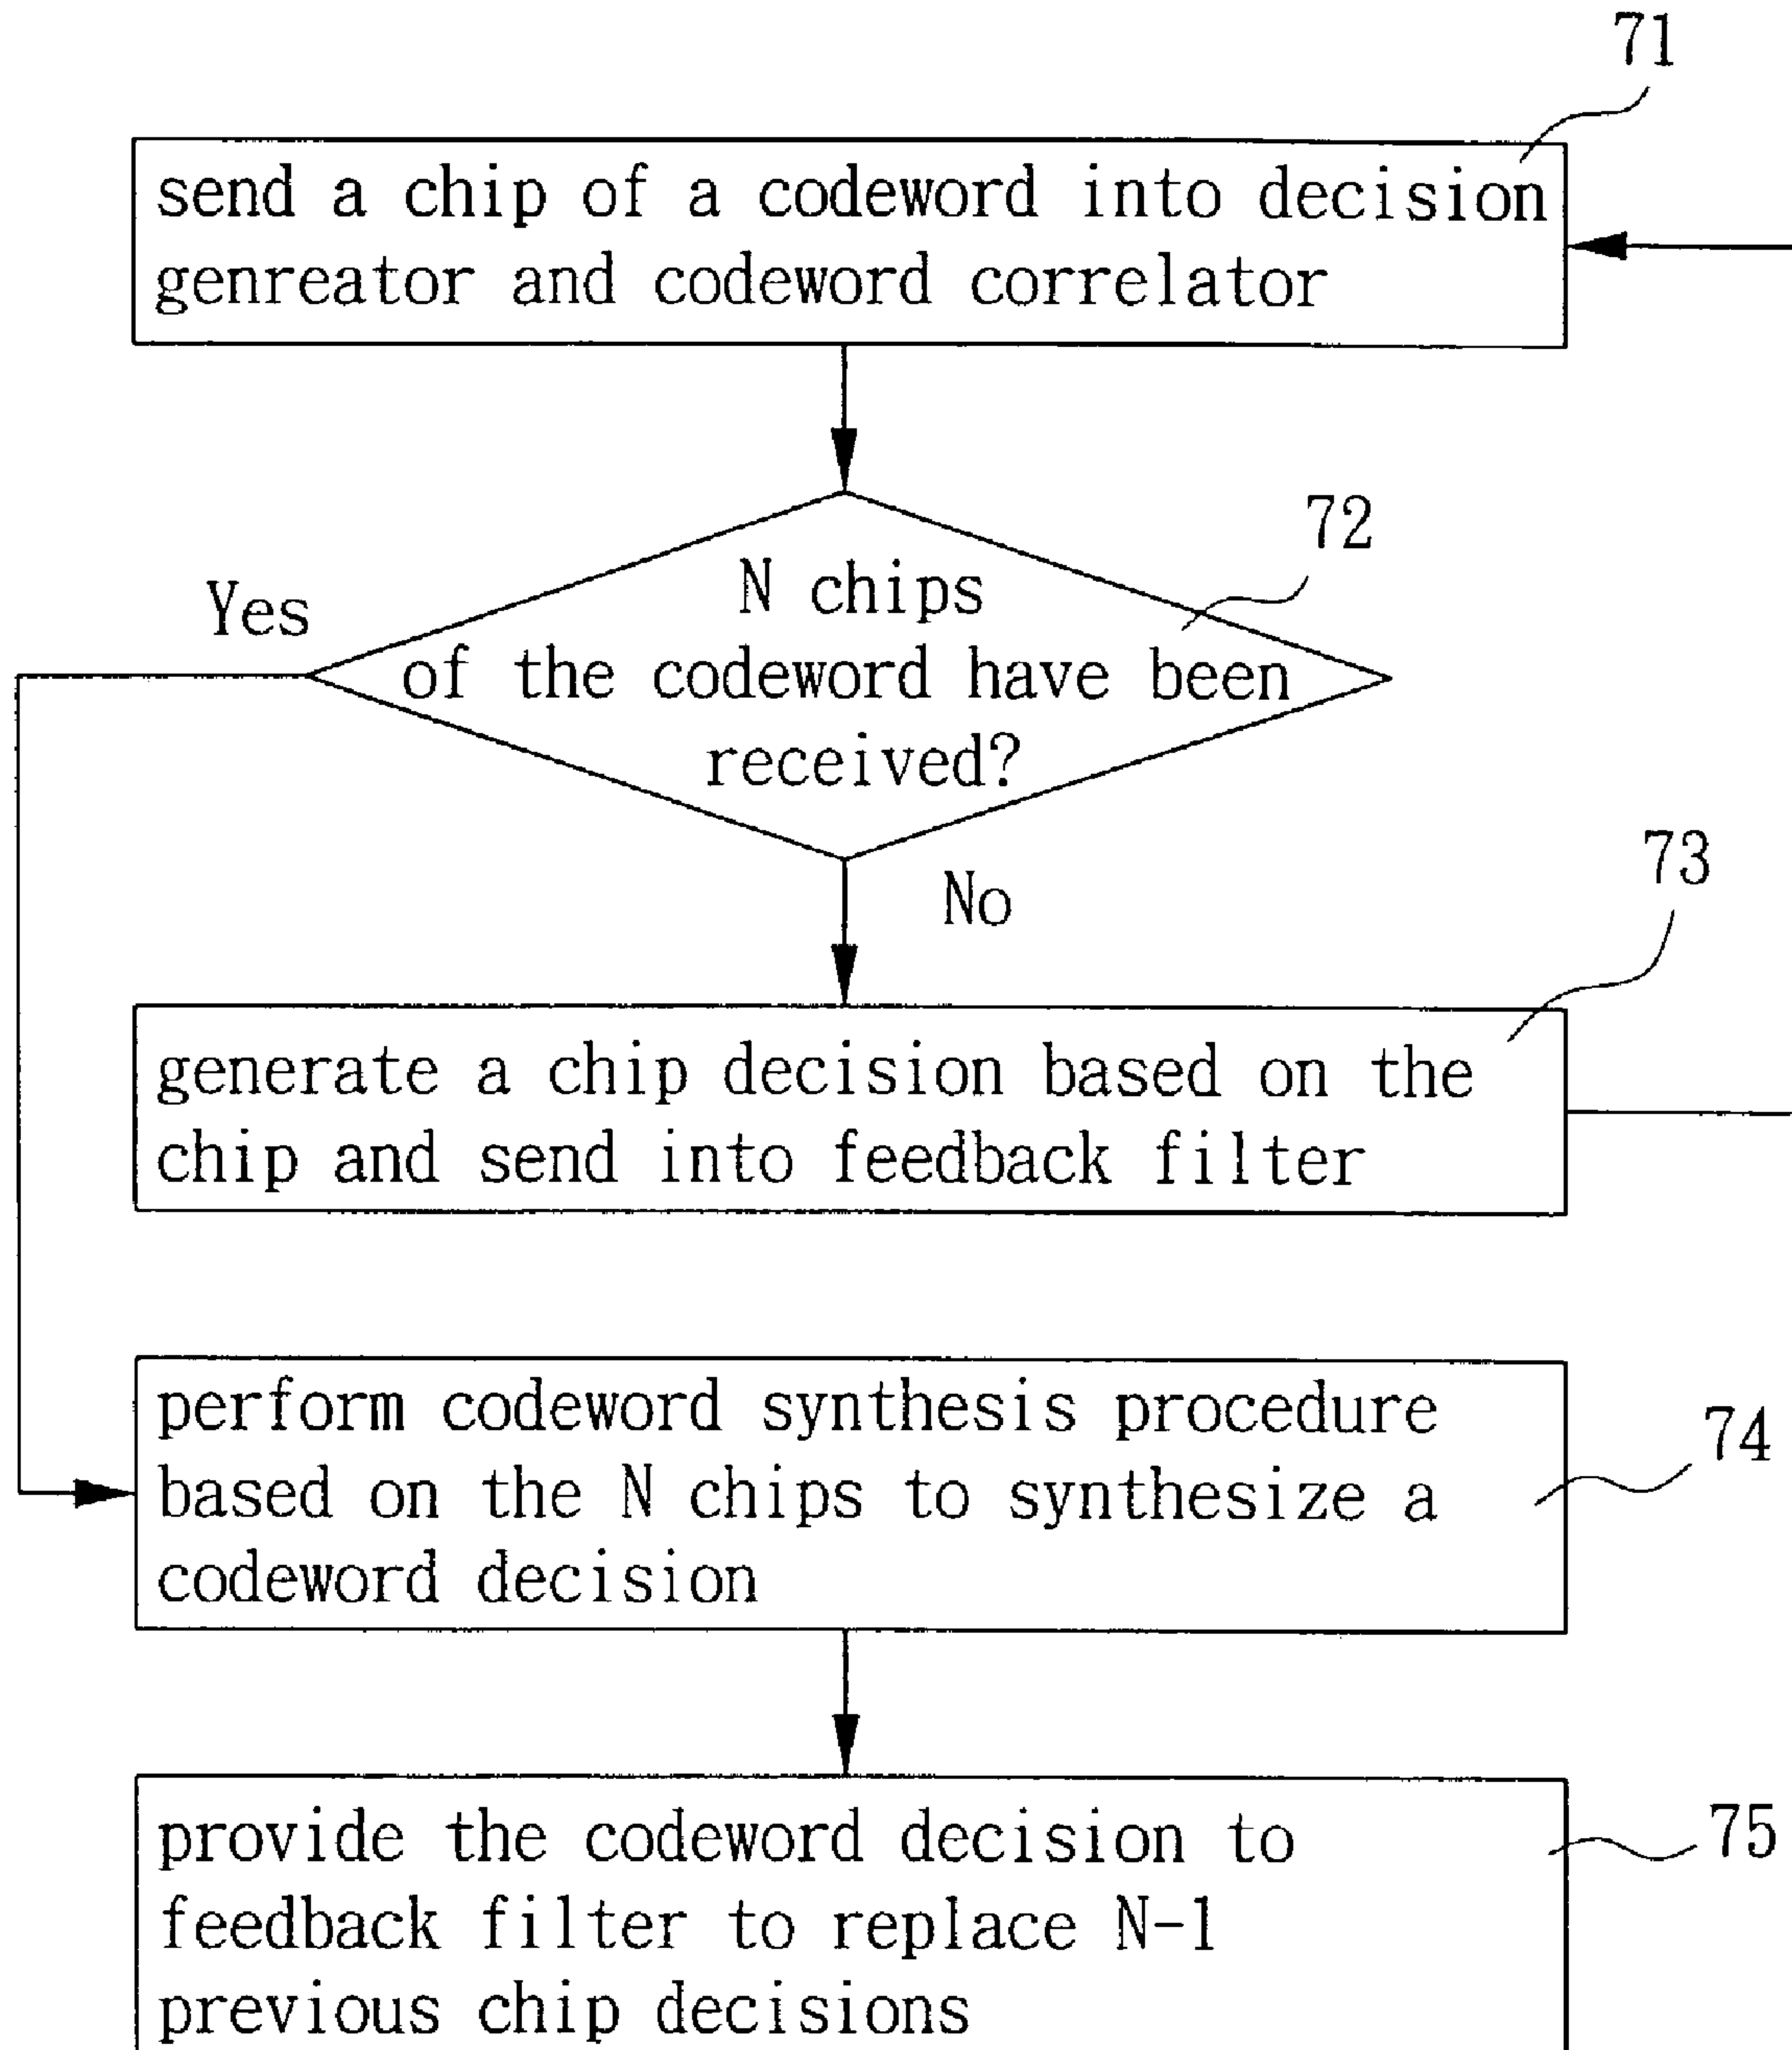 71
send a chip of a codeword into decision
genreator and codeword correlator
72
Yes
N chips
of the codeword have been
received?
No
73
generate a chip decision based on the
chip and send into feedback filter
perform codeword synthesis procedure
based on the N chips to synthesize a
codeword decision
74
provide the codeword decision to
feedback filter to replace N-1
previous chip decisions
75